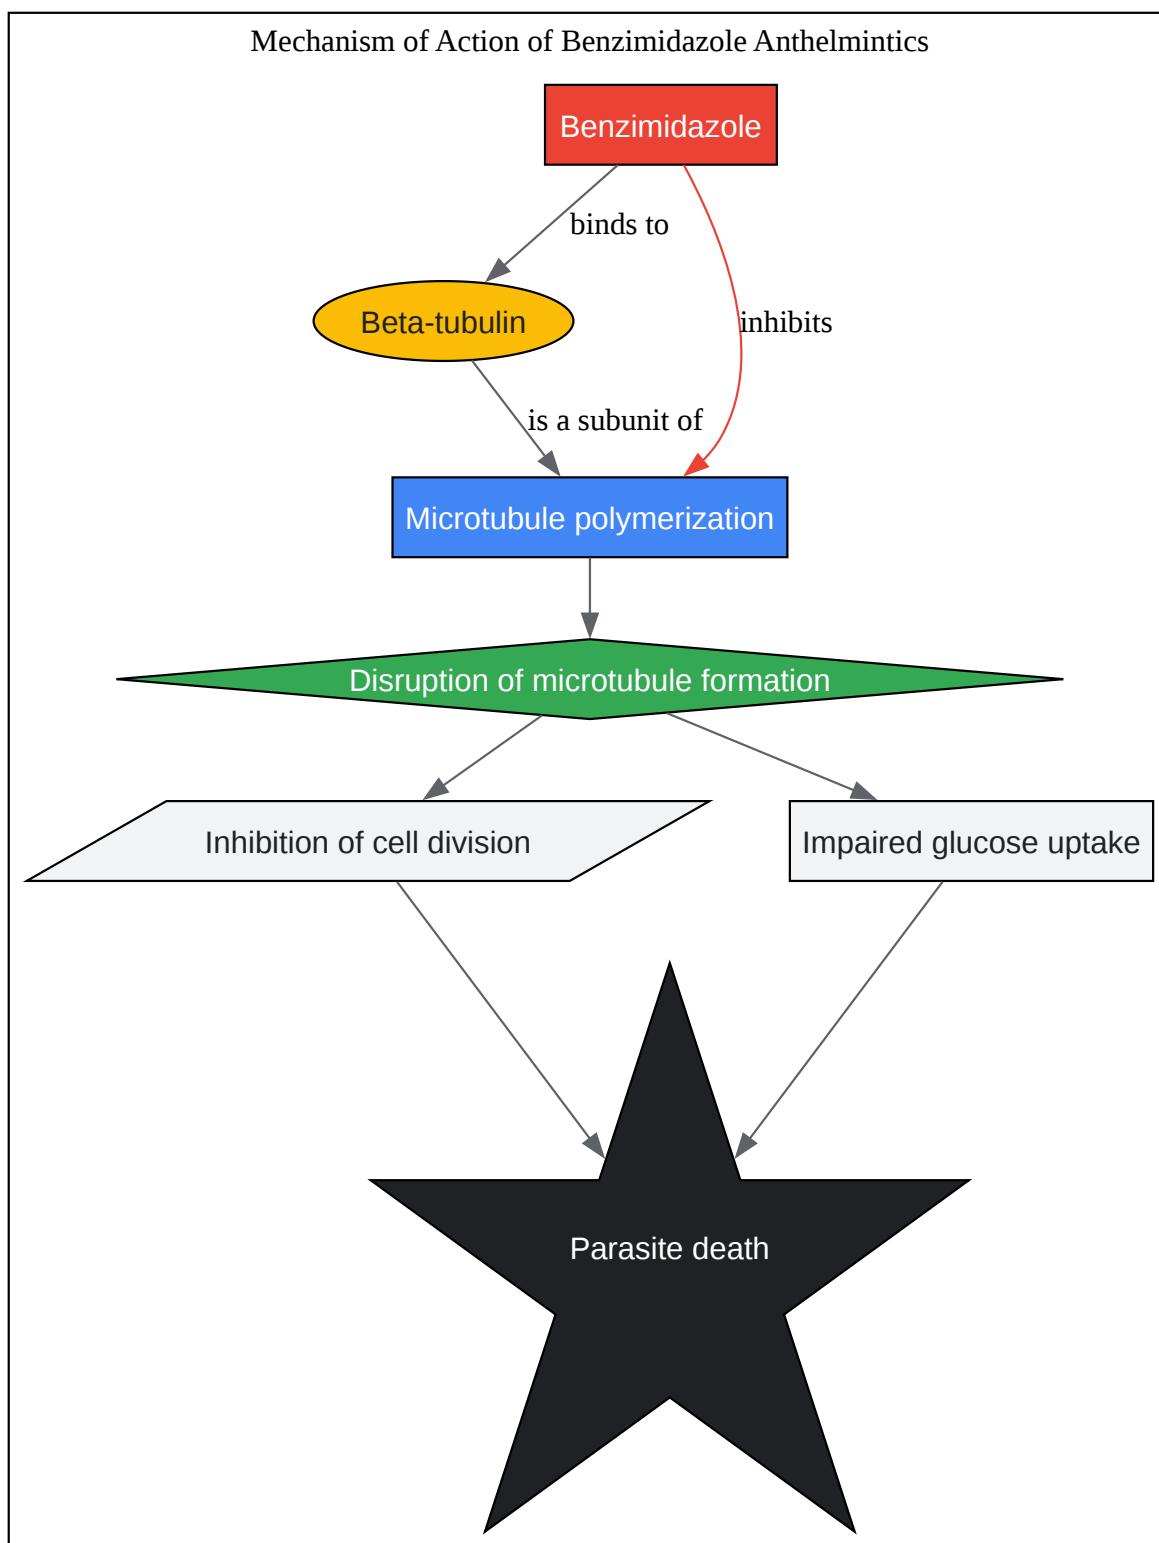 Mechanism of Action of Benzimidazole Anthelmintics
Benzimidazole
binds to
Beta-tubulin
inhibits
is a subunit of
Microtubule polymerization
Disruption of microtubule formation
Inhibition of cell division
Impaired glucose uptake
Parasite death